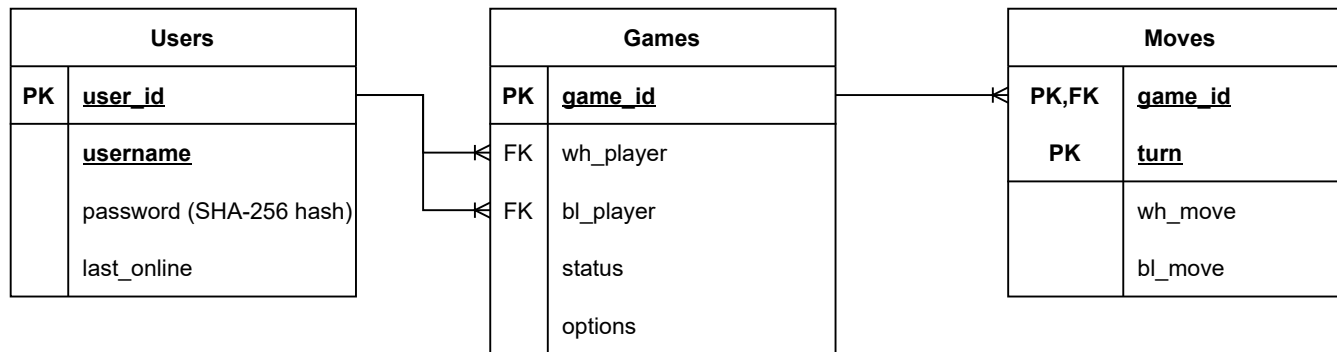 Users
PK user_id
username
password (SHA-256 hash)
last_online
Games
PK game_id
FK wh_player
FK bl_player
status
options
Moves
PK,FK game_id
PK turn
wh_move
bl_move